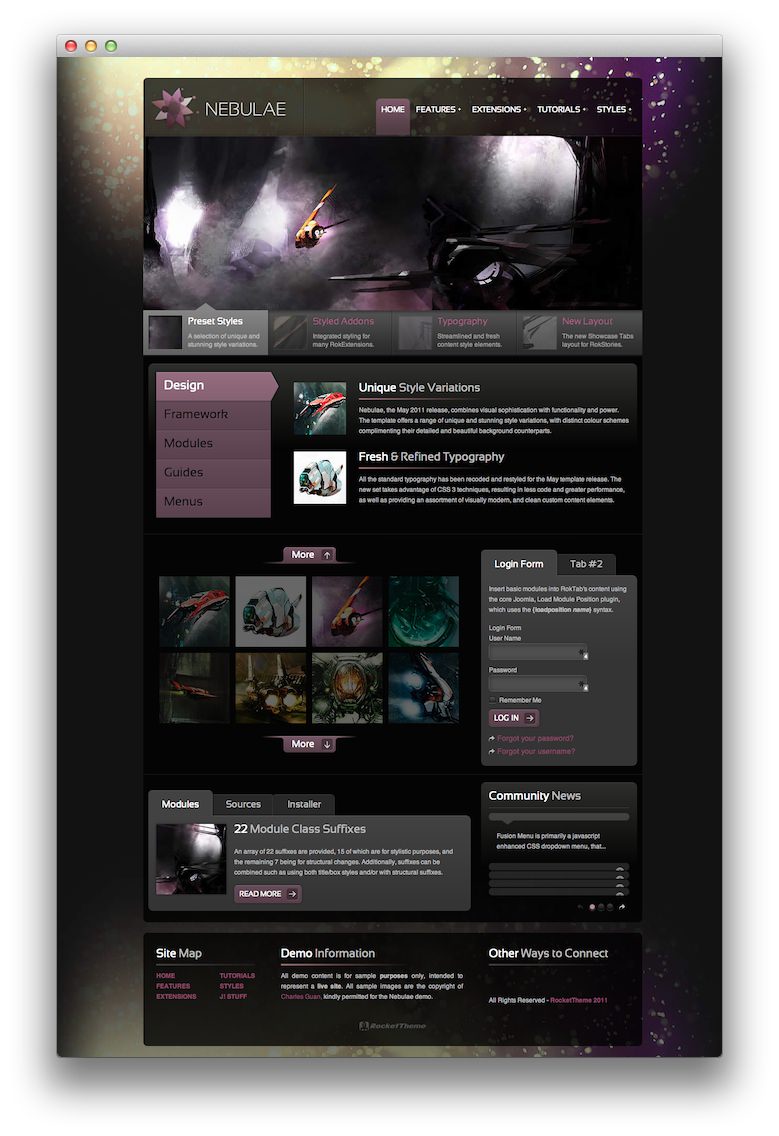 NEBULAE
HOME FEATURES EXTENSIONS TUTORIALS STYLES
Preset Styles
A selection of unique and
stunning style variations.
Styled Addons
Integrated styling for
many RokExtensions.
Typography
Streamlined and fresh
content style elements.
New Layout
The new Showcase Tabs
layout for RokStories.
Design
Framework
Modules
Guides
Menus
Unique Style Variations
Nebulae, the May 2011 release, combines visual sophistication with functionality and power.
The template offers a range of unique and stunning style variations, with distinct colour schemes
complimenting their detailed and beautiful background counterparts.
Fresh & Refined Typography
All the standard typography has been recoded and restyled for the May template release. The
new set takes advantage of CSS 3 techniques, resulting in less code and greater performance,
as well as providing an assortment of visually modern, and clean custom content elements.
More
More
Login Form Tab #2
Insert basic modules into RokTab's content using
the core Joomla, Load Module Position plugin,
which uses the {loadposition name} syntax.
Login Form
User Name
Password
Remember Me
LOG IN
Forgot your password?
Forgot your username?
Modules Sources Installer
22 Module Class Suffixes
An array of 22 suffixes are provided, 15 of which are for stylistic purposes, and
the remaining 7 being for structural changes. Additionally, suffixes can be
combined such as using both title/box styles and/or with structural suffixes.
READ MORE
Community News
Fusion Menu is primarily a javascript
enhanced CSS dropdown menu, that...
Site Map
HOME TUTORIALS
FEATURES STYLES
EXTENSIONS J! STUFF
Demo Information
All demo content is for sample purposes only, intended to
represent a live site. All sample images are the copyright of
Charles Guan, kindly permitted for the Nebulae demo.
Other Ways to Connect
All Rights Reserved - RocketTheme 2011
RocketTheme